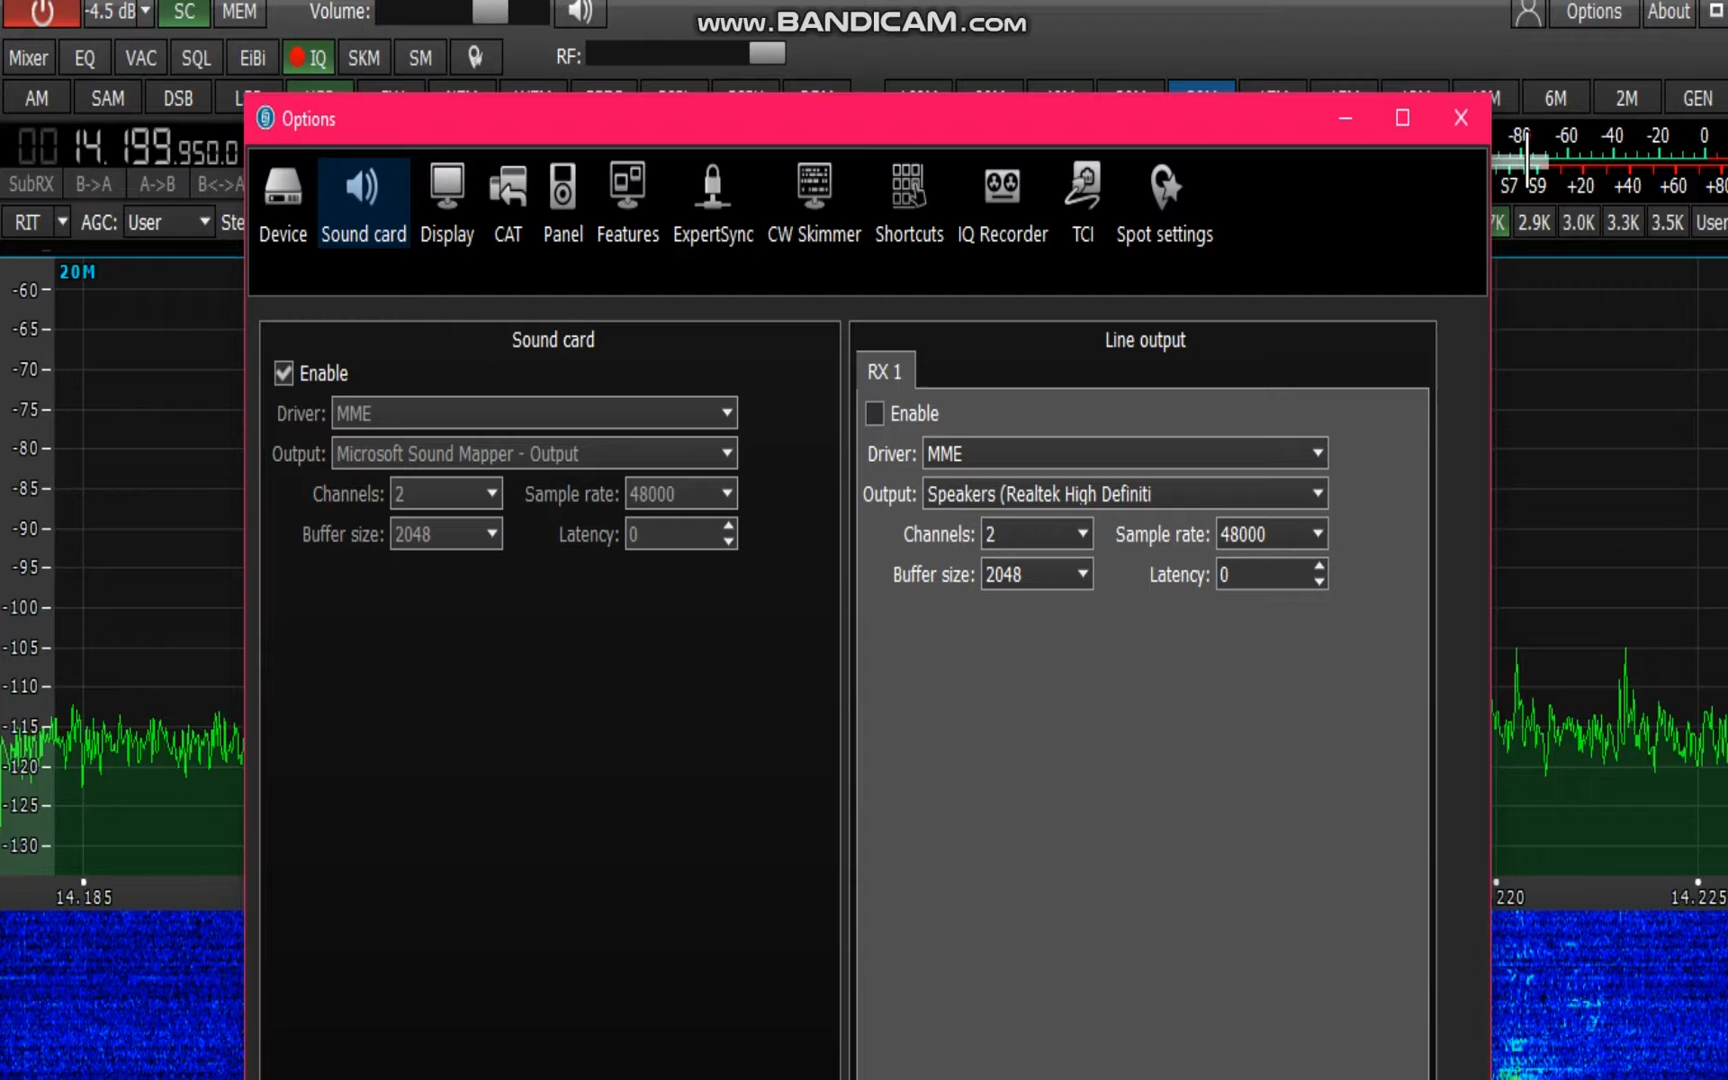 -4.5 dB SC MEM Volume: www.BANDICAM.com Options About
Mixer EQ VAC SQL EiBi IQ SKM SM RF:
AM SAM DSB 6M 2M GEN
Options
00 14.199.950.0
-80 -60 -40 -20 0
SubRX B->A A->B B<->A
S7 S9 +20 +40 +60 +80
RIT AGC: User Ste
2.9K 3.0K 3.3K 3.5K User
Device Sound card Display CAT Panel Features ExpertSync CW Skimmer Shortcuts IQ Recorder TCI Spot settings
20M
-60
-65
-70
-75
-80
-85
-90
-95
-100
-105
-110
-115
-120
-125
-130
Sound card
Enable
Driver: MME
Output: Microsoft Sound Mapper - Output
Channels: 2 Sample rate: 48000
Buffer size: 2048 Latency: 0
Line output
RX 1
Enable
Driver: MME
Output: Speakers (Realtek High Definiti
Channels: 2 Sample rate: 48000
Buffer size: 2048 Latency: 0
14.185 220 14.225